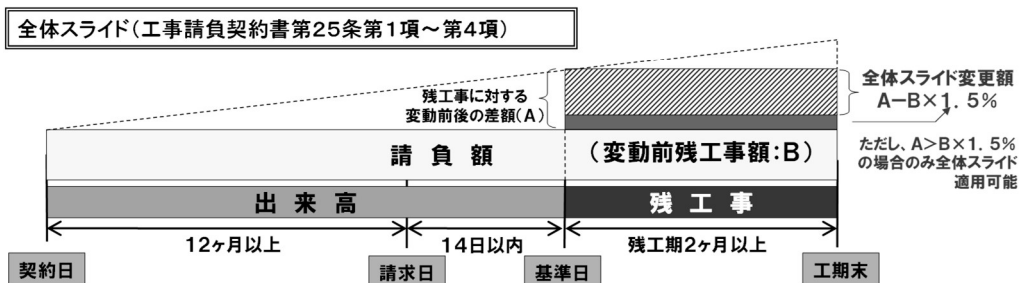 全体スライド(工事請負契約書第25条第1項~第4項)
残工事に対する
変動前後の差額(A)
全体スライド変更額
A-B×1.5%
請負額
(変動前残工事額:B)
ただし、A>B×1.5%
の場合のみ全体スライド
適用可能
出来高
残工事
12ヶ月以上
14日以内
残工期2ヶ月以上
契約日
請求日
基準日
工期末